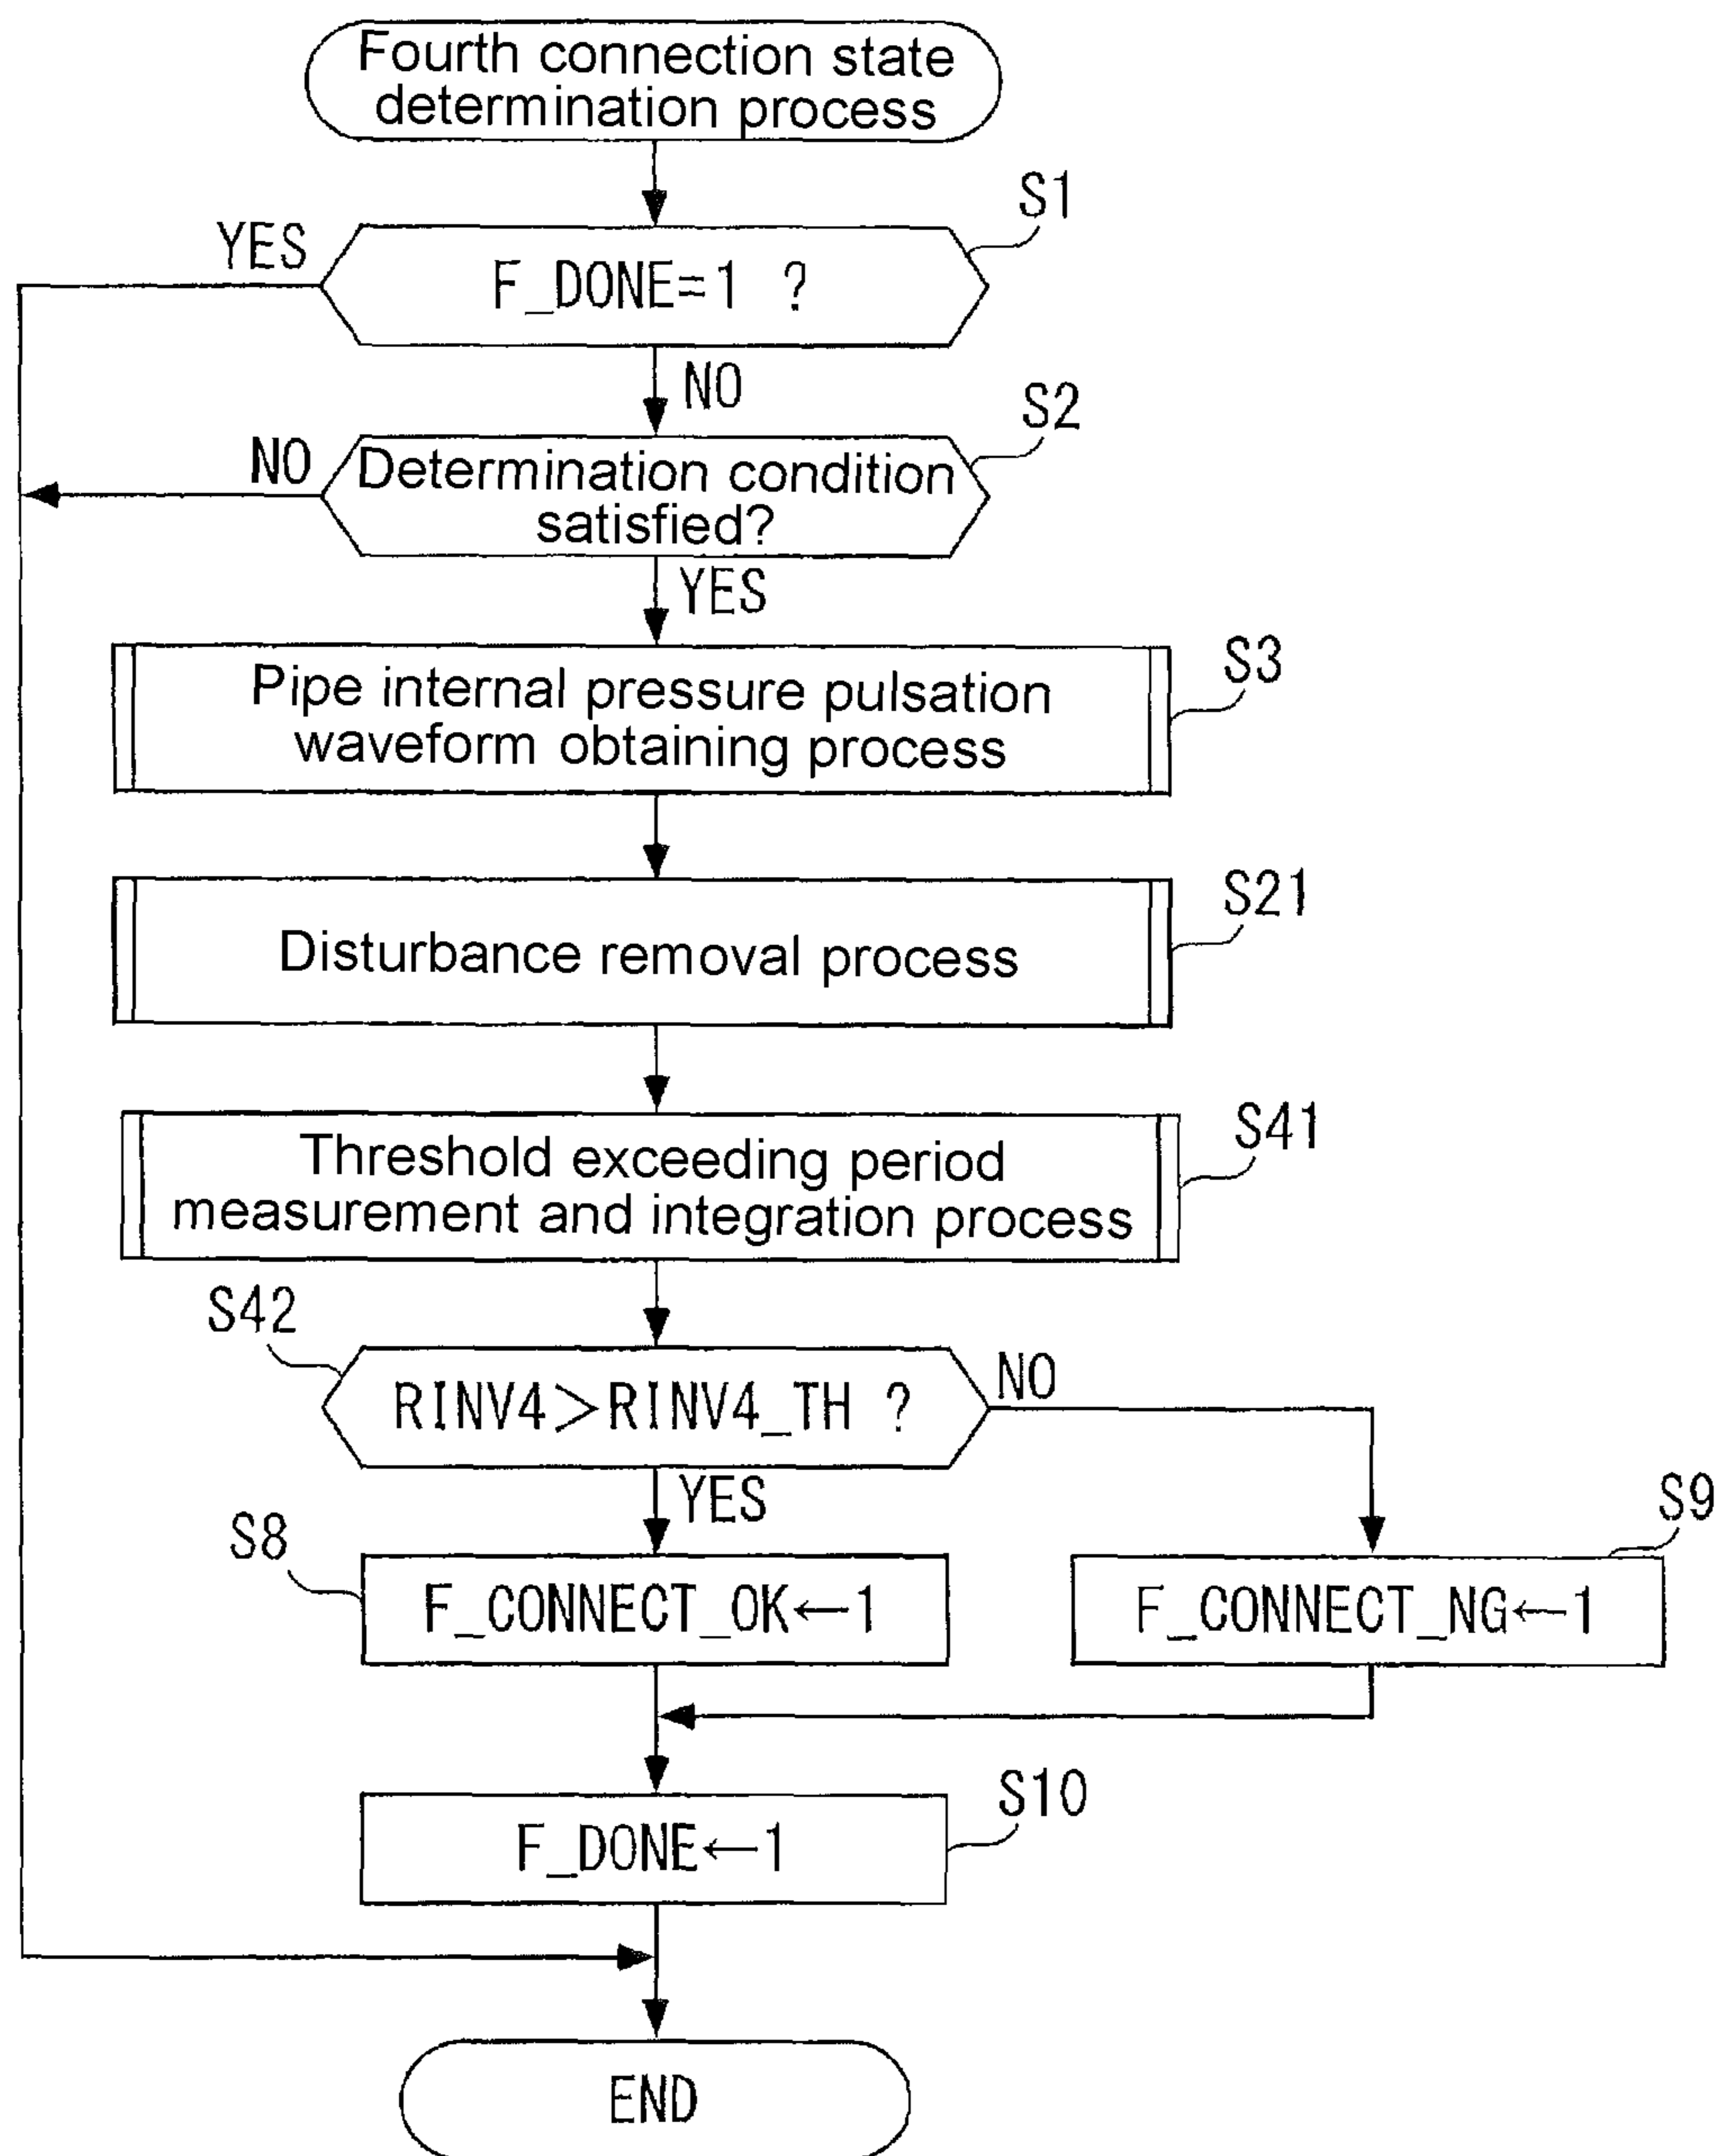 Fourth connection state
determination process
S1
YES
F_DONE=1 ?
NO
S2
NO
Determination condition
satisfied?
YES
S3
Pipe internal pressure pulsation
waveform obtaining process
S21
Disturbance removal process
S41
Threshold exceeding period
measurement and integration process
S42
RINV4>RINV4_TH ?
NO
YES
S8
F_CONNECT_OK←1
S9
F_CONNECT_NG←1
S10
F_DONE←1
END